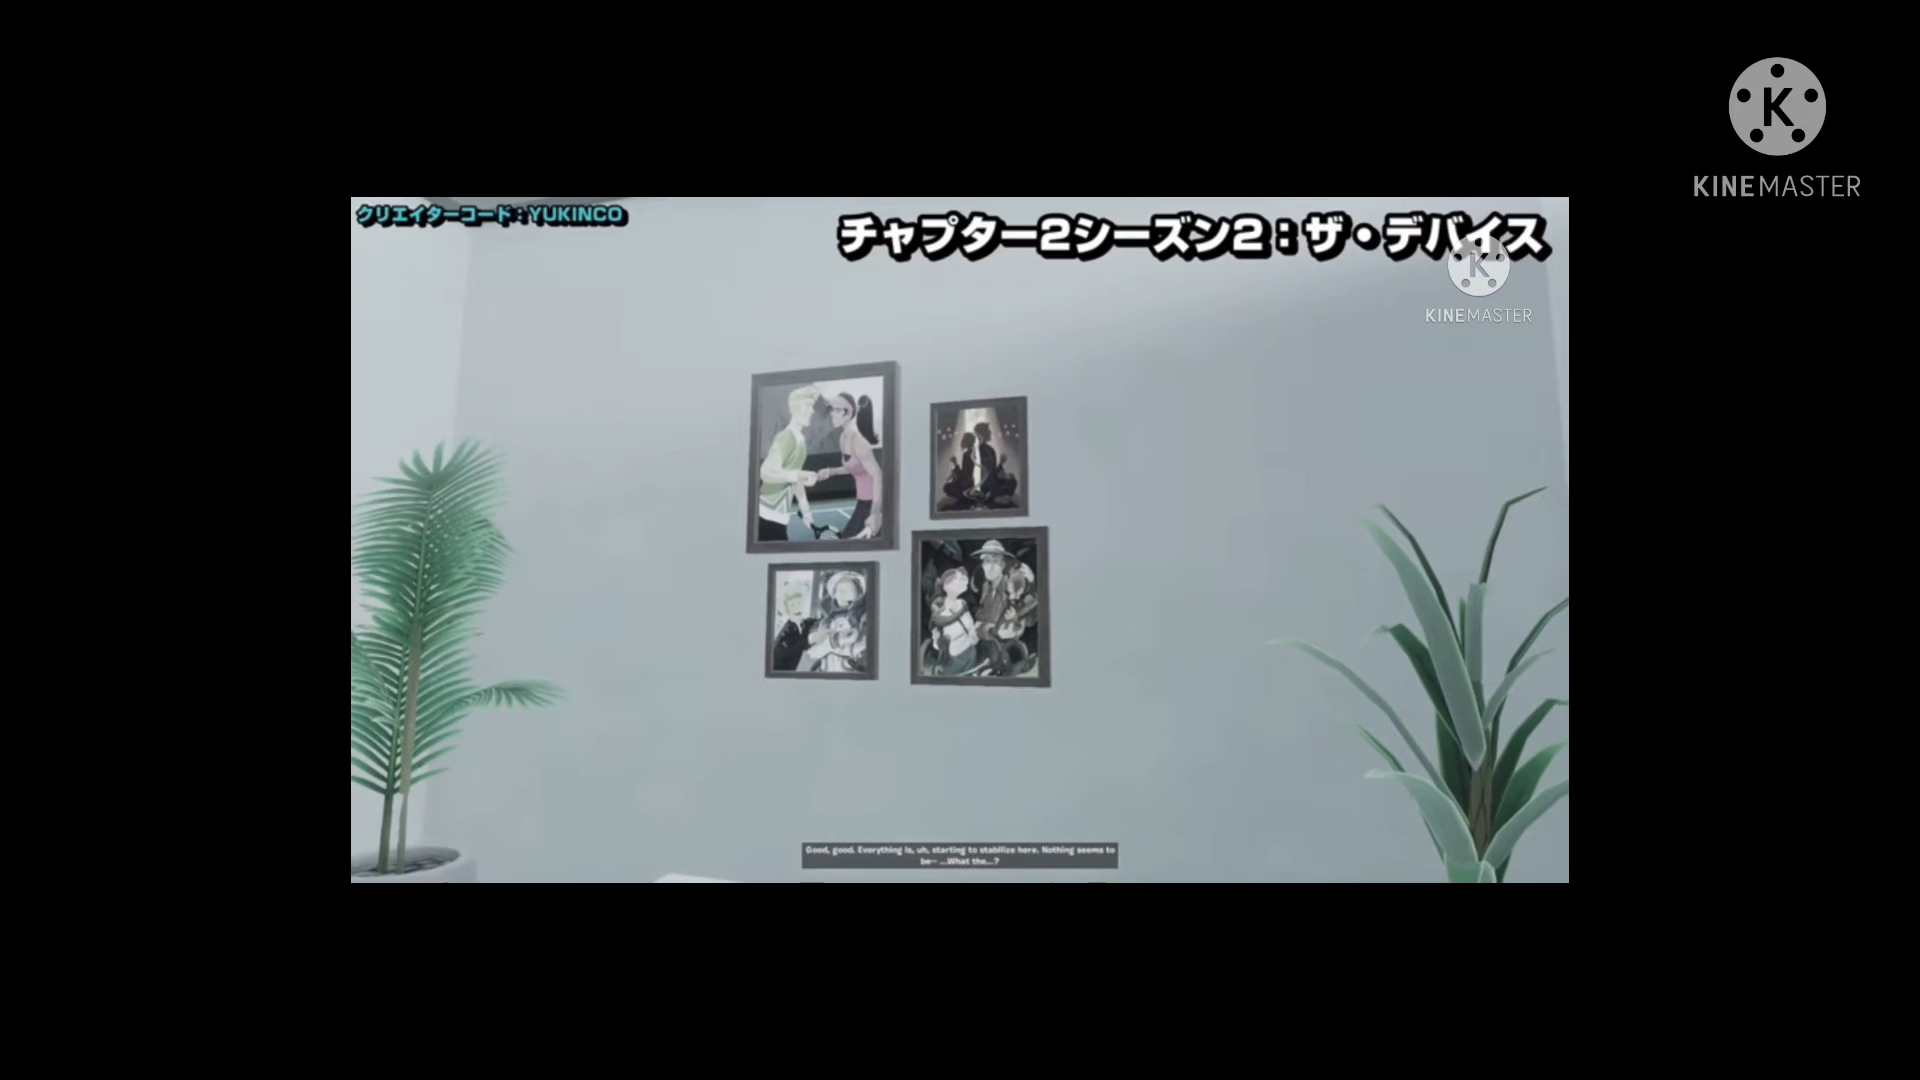 KINEMASTER
クリエイターコード：YUKINCO
チャプター2シーズン2：ザ・デバイス
KINEMASTER
Good, good. Everything is, uh, starting to stabilize here. Nothing seems to
be-- ...What the...?